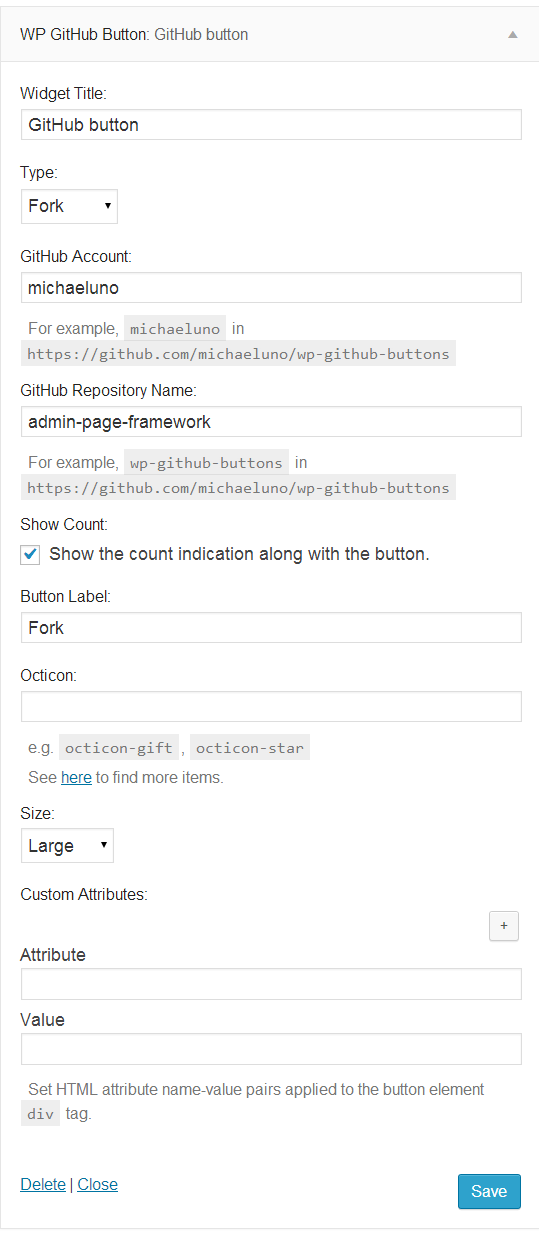 WP GitHub Button: GitHub button
Widget Title:
GitHub button
Type:
Fork
GitHub Account:
michaeluno
For example, michaeluno in
https://github.com/michaeluno/wp-github-buttons
GitHub Repository Name:
admin-page-framework
For example, wp-github-buttons in
https://github.com/michaeluno/wp-github-buttons
Show Count:
Show the count indication along with the button.
Button Label:
Fork
Octicon:
e.g. octicon-gift , octicon-star
See here to find more items.
Size:
Large
Custom Attributes:
+
Attribute
Value
Set HTML attribute name-value pairs applied to the button element
div tag.
Delete | Close
Save